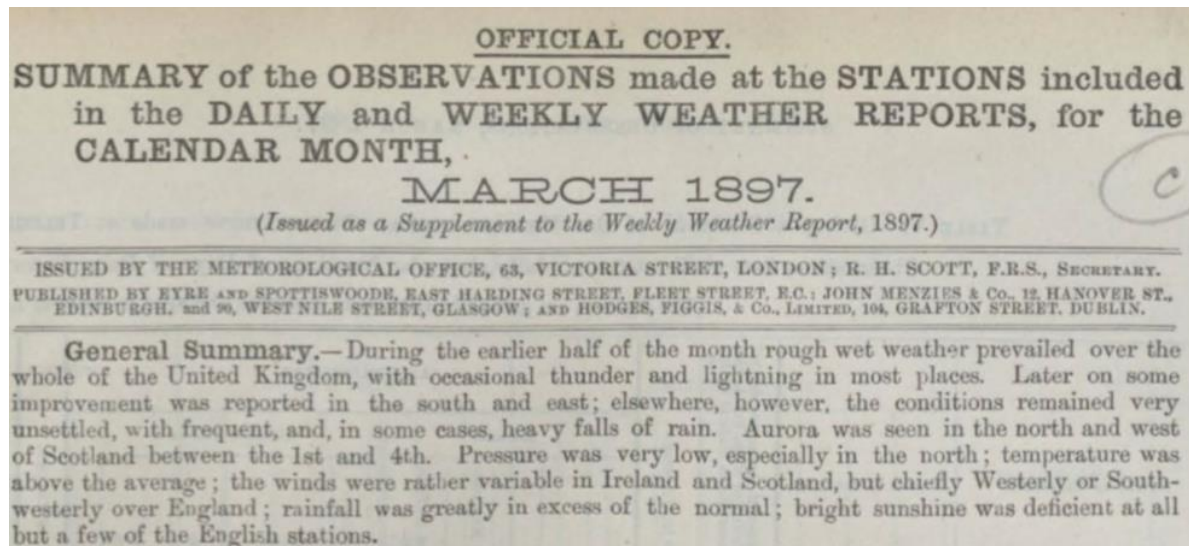 OFFICIAL COPY.
SUMMARY of the OBSERVATIONS made at the STATIONS included
in the DAILY and WEEKLY WEATHER REPORTS, for the
CALENDAR MONTH,
MARCH 1897.
C
(Issued as a Supplement to the Weekly Weather Report, 1897.)
ISSUED BY THE METEOROLOGICAL OFFICE, 63, VICTORIA STREET, LONDON; R. H. SCOTT, F.R.S., SECRETARY.
PUBLISHED BY EYRE AND SPOTTISWOODE, EAST HARDING STREET, FLEET STREET, E.C.; JOHN MENZIES & Co., 12, HANOVER ST.,
EDINBURGH, and 90, WEST NILE STREET, GLASGOW; AND HODGES, FIGGIS, & Co., LIMITED, 104, GRAFTON STREET, DUBLIN.
General Summary.—During the earlier half of the month rough wet weather prevailed over the
whole of the United Kingdom, with occasional thunder and lightning in most places. Later on some
improvement was reported in the south and east; elsewhere, however, the conditions remained very
unsettled, with frequent, and, in some cases, heavy falls of rain. Aurora was seen in the north and west
of Scotland between the 1st and 4th. Pressure was very low, especially in the north; temperature was
above the average; the winds were rather variable in Ireland and Scotland, but chiefly Westerly or South-
westerly over England; rainfall was greatly in excess of the normal; bright sunshine was deficient at all
but a few of the English stations.